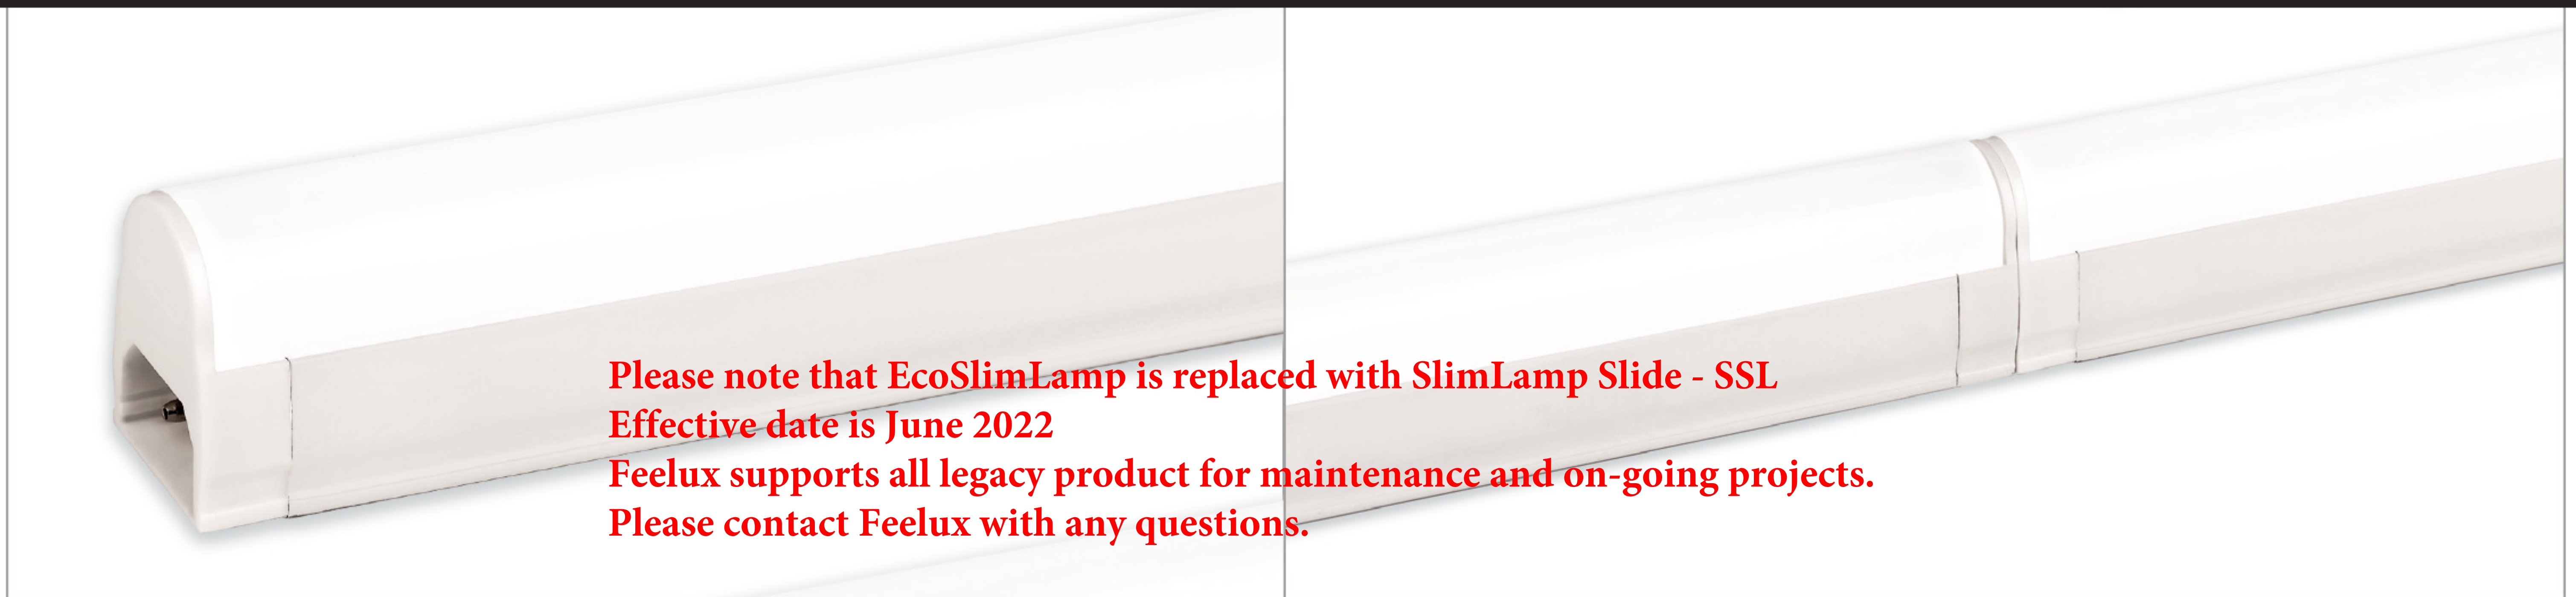 Please note that EcoSlimLamp is replaced with SlimLamp Slide - SSL
Effective date is June 2022
Feelux supports all legacy product for maintenance and on-going projects.
Please contact Feelux with any questions.